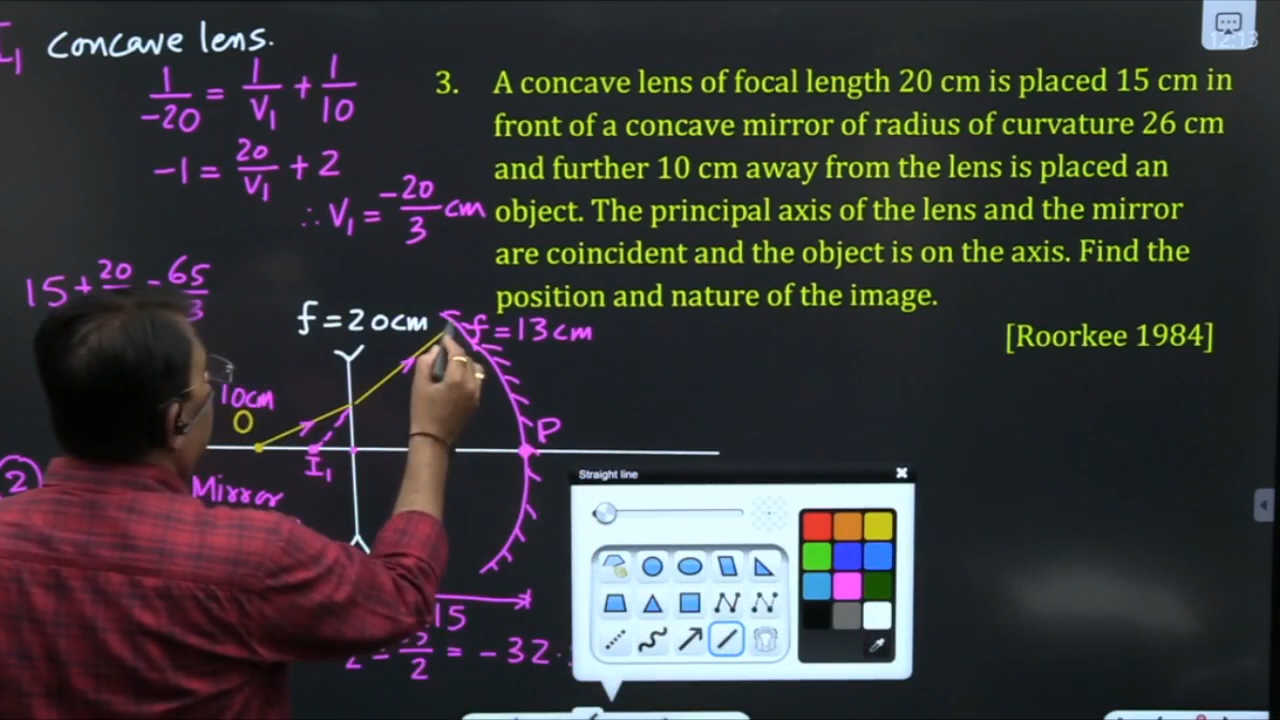 I₁ Concave lens.
1/-20 = 1/V₁ + 1/10
-1 = 20/V₁ + 2
∴ V₁ = -20/3 cm
15 + 20 - 65
3
3. A concave lens of focal length 20 cm is placed 15 cm in
front of a concave mirror of radius of curvature 26 cm
and further 10 cm away from the lens is placed an
object. The principal axis of the lens and the mirror
are coincident and the object is on the axis. Find the
position and nature of the image.
[Roorkee 1984]
12:13
f = 20cm
f = 13cm
10cm
O
P
I₁
2
Mirror
15
2 = - 32.
Straight line